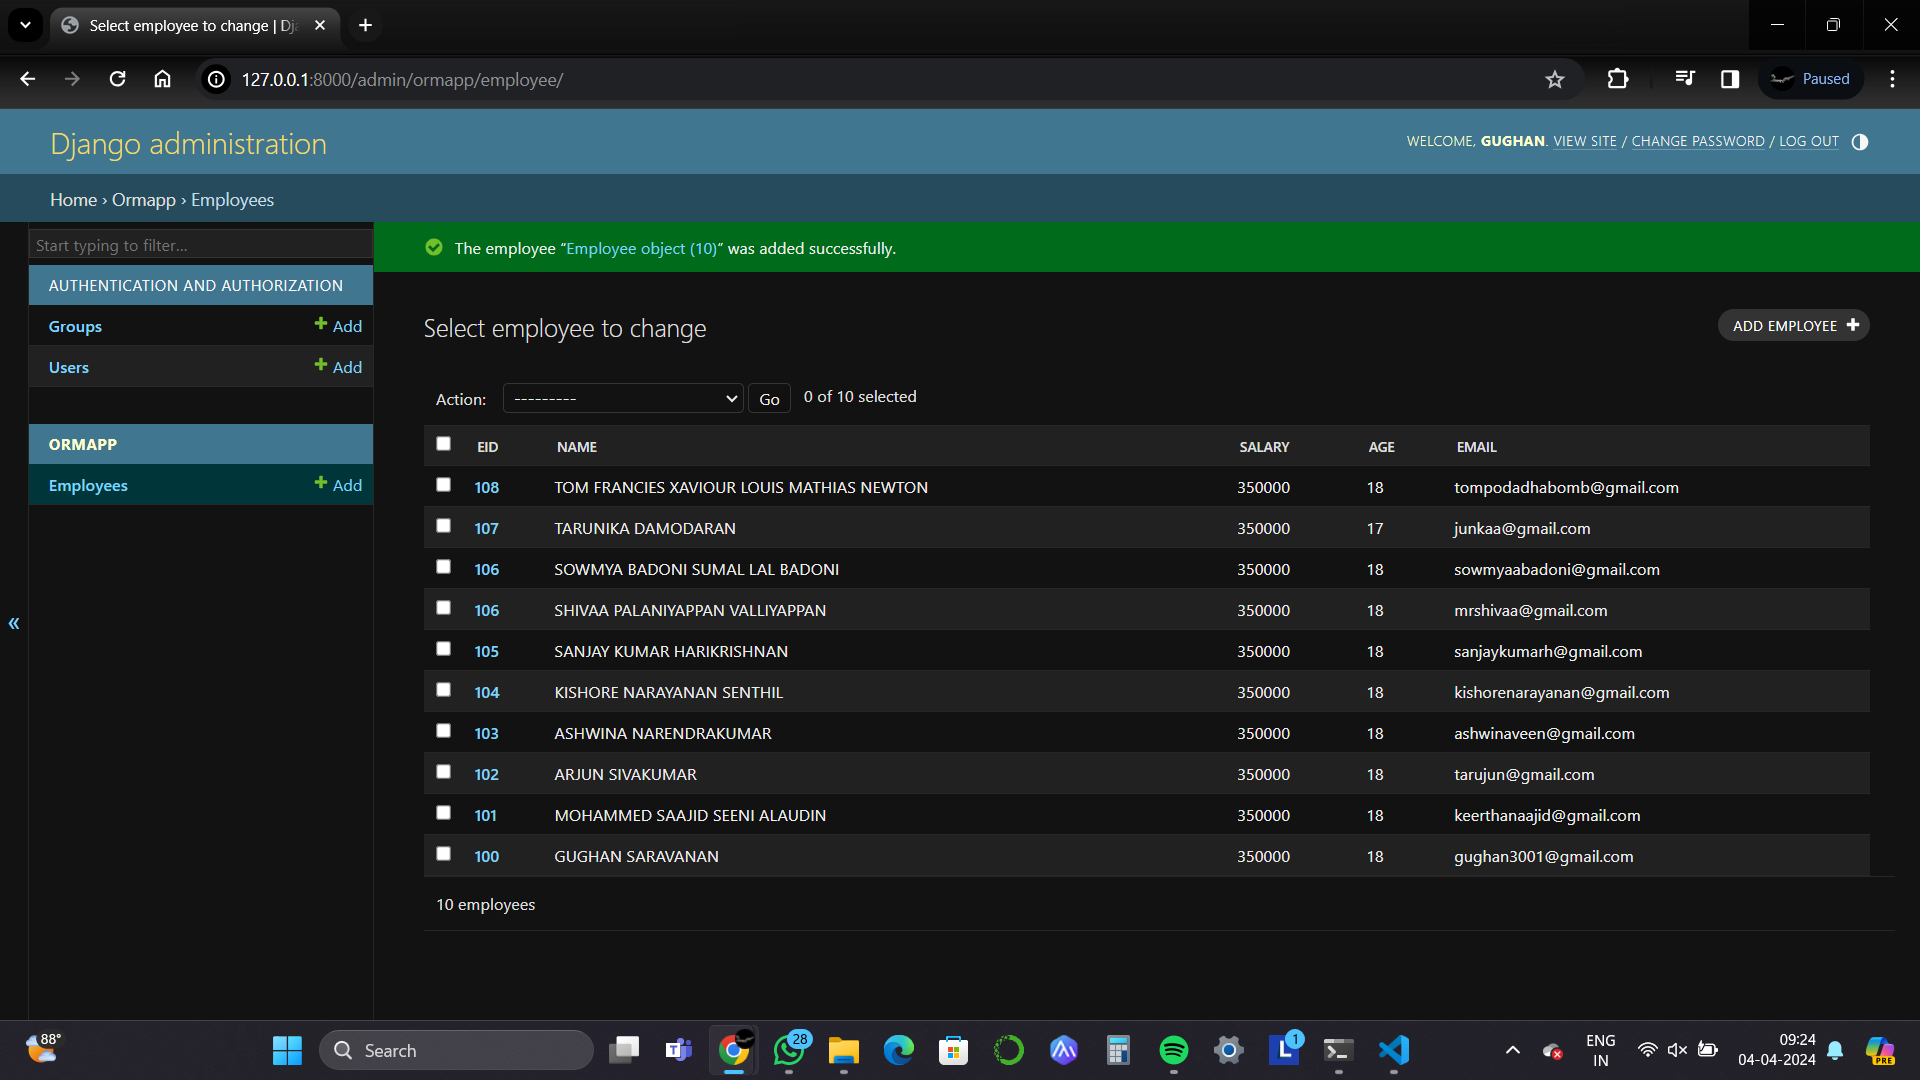 Select employee to change | Dja
127.0.0.1:8000/admin/ormapp/employee/
Paused
Django administration
WELCOME, GUGHAN. VIEW SITE / CHANGE PASSWORD / LOG OUT
Home › Ormapp › Employees
Start typing to filter...
The employee “Employee object (10)” was added successfully.
AUTHENTICATION AND AUTHORIZATION
Groups + Add
Users + Add
ORMAPP
Employees + Add
«
Select employee to change
ADD EMPLOYEE +
Action: --------- Go 0 of 10 selected
EID NAME SALARY AGE EMAIL
108 TOM FRANCIES XAVIOUR LOUIS MATHIAS NEWTON 350000 18 tompodadhabomb@gmail.com
107 TARUNIKA DAMODARAN 350000 17 junkaa@gmail.com
106 SOWMYA BADONI SUMAL LAL BADONI 350000 18 sowmyaabadoni@gmail.com
106 SHIVAA PALANIYAPPAN VALLIYAPPAN 350000 18 mrshivaa@gmail.com
105 SANJAY KUMAR HARIKRISHNAN 350000 18 sanjaykumarh@gmail.com
104 KISHORE NARAYANAN SENTHIL 350000 18 kishorenarayanan@gmail.com
103 ASHWINA NARENDRAKUMAR 350000 18 ashwinaveen@gmail.com
102 ARJUN SIVAKUMAR 350000 18 tarujun@gmail.com
101 MOHAMMED SAAJID SEENI ALAUDIN 350000 18 keerthanaajid@gmail.com
100 GUGHAN SARAVANAN 350000 18 gughan3001@gmail.com
10 employees
88°
Search
28
1
ENG
IN
09:24
04-04-2024
PRE